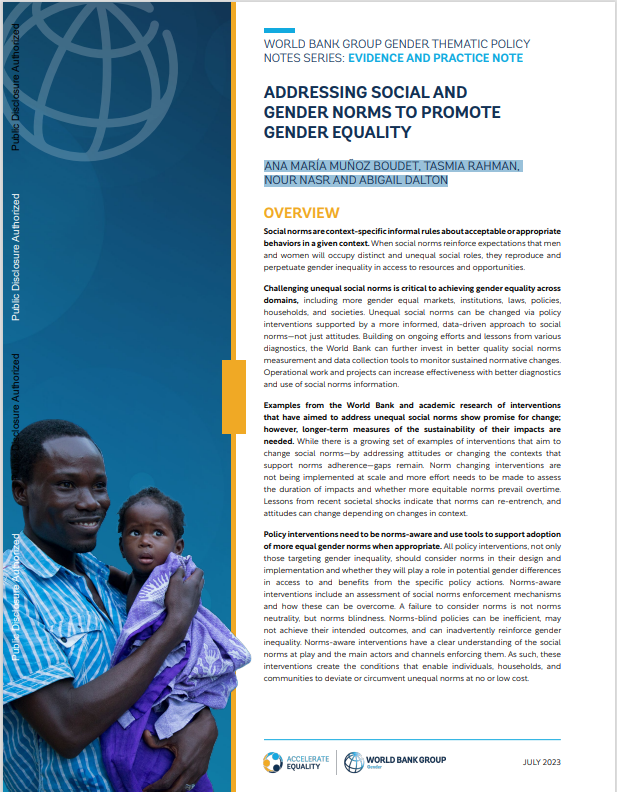 Public Disclosure Authorized
Public Disclosure Authorized
Public Disclosure Authorized
Public Disclosure Authorized
WORLD BANK GROUP GENDER THEMATIC POLICY
NOTES SERIES: EVIDENCE AND PRACTICE NOTE
ADDRESSING SOCIAL AND
GENDER NORMS TO PROMOTE
GENDER EQUALITY
ANA MARÍA MUÑOZ BOUDET, TASMIA RAHMAN,
NOUR NASR AND ABIGAIL DALTON
OVERVIEW
Social norms are context-specific informal rules about acceptable or appropriate
behaviors in a given context. When social norms reinforce expectations that men
and women will occupy distinct and unequal social roles, they reproduce and
perpetuate gender inequality in access to resources and opportunities.
Challenging unequal social norms is critical to achieving gender equality across
domains, including more gender equal markets, institutions, laws, policies,
households, and societies. Unequal social norms can be changed via policy
interventions supported by a more informed, data-driven approach to social
norms—not just attitudes. Building on ongoing efforts and lessons from various
diagnostics, the World Bank can further invest in better quality social norms
measurement and data collection tools to monitor sustained normative changes.
Operational work and projects can increase effectiveness with better diagnostics
and use of social norms information.
Examples from the World Bank and academic research of interventions
that have aimed to address unequal social norms show promise for change;
however, longer-term measures of the sustainability of their impacts are
needed. While there is a growing set of examples of interventions that aim to
change social norms—by addressing attitudes or changing the contexts that
support norms adherence—gaps remain. Norm changing interventions are
not being implemented at scale and more effort needs to be made to assess
the duration of impacts and whether more equitable norms prevail overtime.
Lessons from recent societal shocks indicate that norms can re-entrench, and
attitudes can change depending on changes in context.
Policy interventions need to be norms-aware and use tools to support adoption
of more equal gender norms when appropriate. All policy interventions, not only
those targeting gender inequality, should consider norms in their design and
implementation and whether they will play a role in potential gender differences
in access to and benefits from the specific policy actions. Norms-aware
interventions include an assessment of social norms enforcement mechanisms
and how these can be overcome. A failure to consider norms is not norms
neutrality, but norms blindness. Norms-blind policies can be inefficient, may
not achieve their intended outcomes, and can inadvertently reinforce gender
inequality. Norms-aware interventions have a clear understanding of the social
norms at play and the main actors and channels enforcing them. As such, these
interventions create the conditions that enable individuals, households, and
communities to deviate or circumvent unequal norms at no or low cost.
ACCELERATE
EQUALITY
WORLD BANK GROUP
Gender
JULY 2023